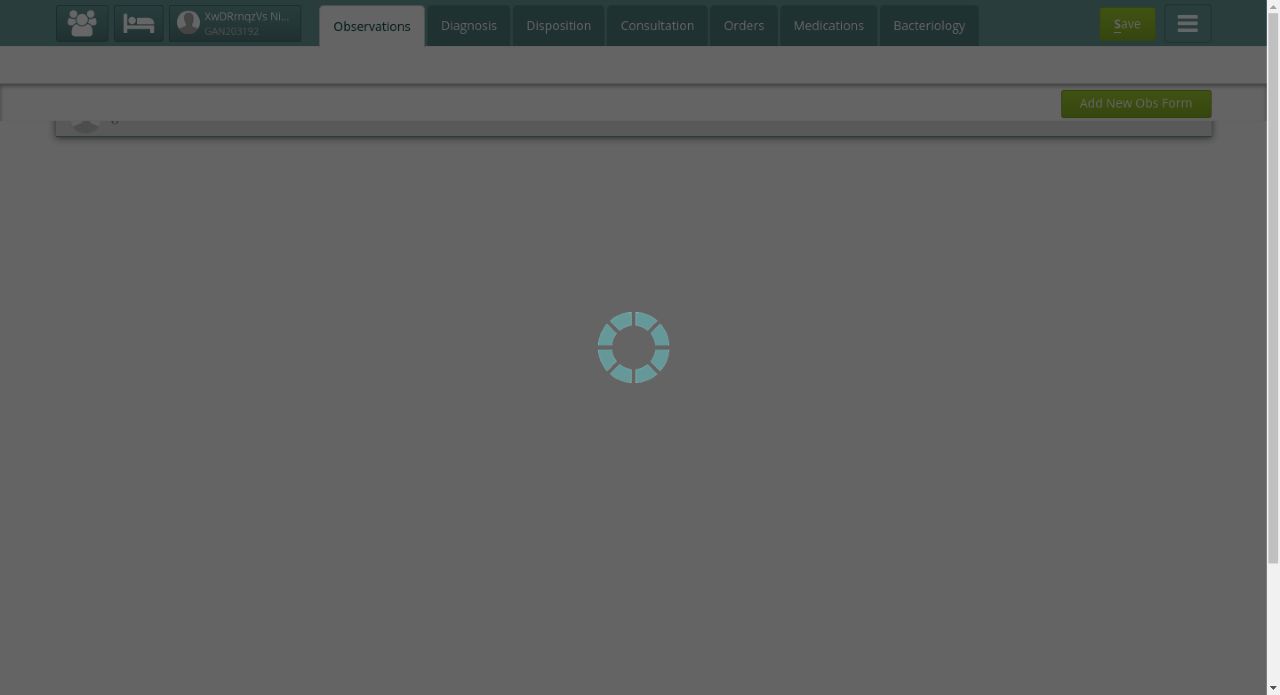 XwDRrnqzVs Ni...
GAN203192
Observations
Diagnosis
Disposition
Consultation
Orders
Medications
Bacteriology
Save
Add New Obs Form